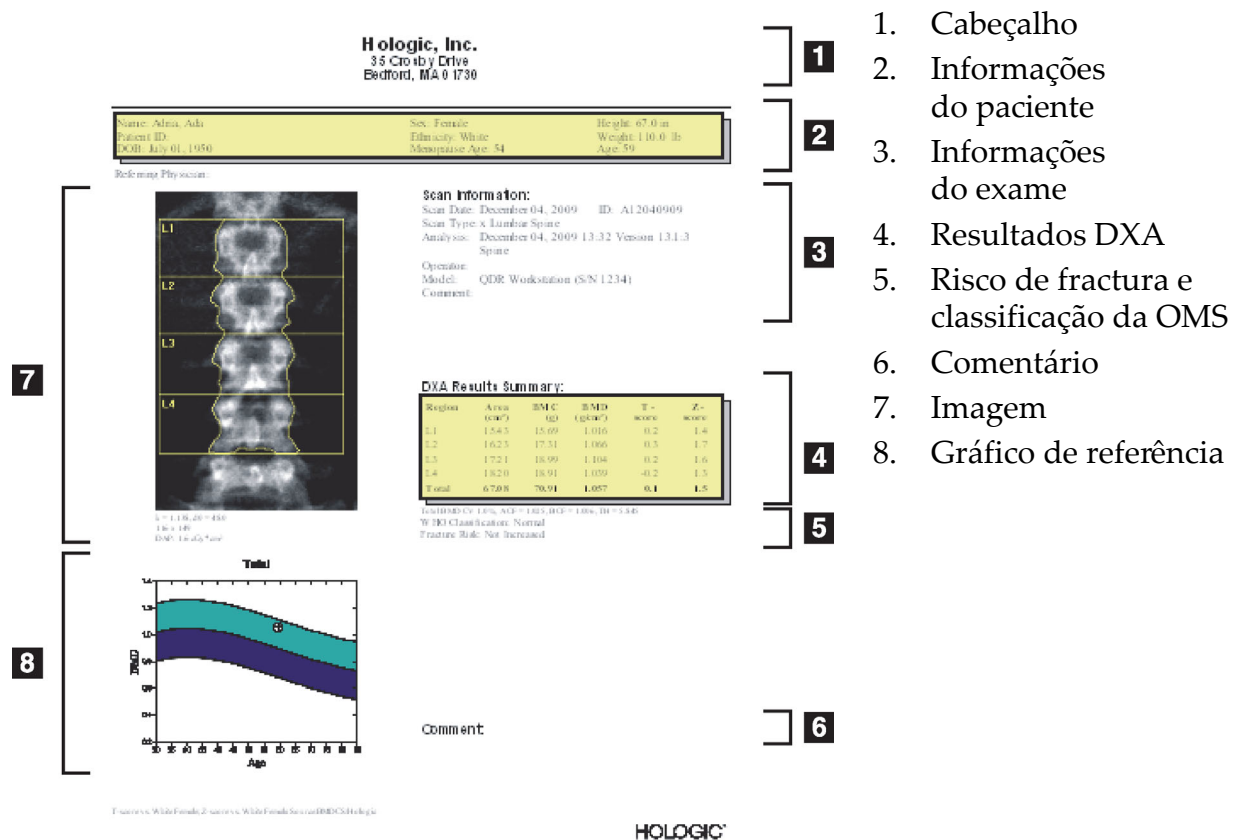 Hologic, Inc.
35 Crosby Drive
Bedford, MA 01730
1
Name: Adna, Ada
Sex: Female
Height: 67.0 in
Patient ID:
Ethnicity: White
Weight: 110.0 lb
DOB: July 01, 1950
Menopause Age: 54
Age: 59
2
Referring Physician:
Scan Information:
Scan Date: December 04, 2009 ID: A12040909
Scan Type: x Lumbar Spine
Analysis: December 04, 2009 13:32 Version 13.1:3
Spine
Operator:
Model: QDR Workstation (S/N 1234)
Comment:
3
L1
L2
L3
L4
7
DXA Results Summary:
Region Area BMC BMD T- Z-
(cm²) (g) (g/cm²) score score
L1 15.43 15.69 1.016 0.2 1.4
L2 16.23 17.31 1.066 0.3 1.7
L3 17.21 18.99 1.104 0.2 1.6
L4 18.20 18.91 1.039 -0.2 1.3
Total 67.08 70.91 1.057 0.1 1.5
4
WHO Classification: Normal
Fracture Risk: Not Increased
5
Total
Age
8
Comment:
6
HOLOGIC
1. Cabeçalho
2. Informações
do paciente
3. Informações
do exame
4. Resultados DXA
5. Risco de fractura e
classificação da OMS
6. Comentário
7. Imagem
8. Gráfico de referência